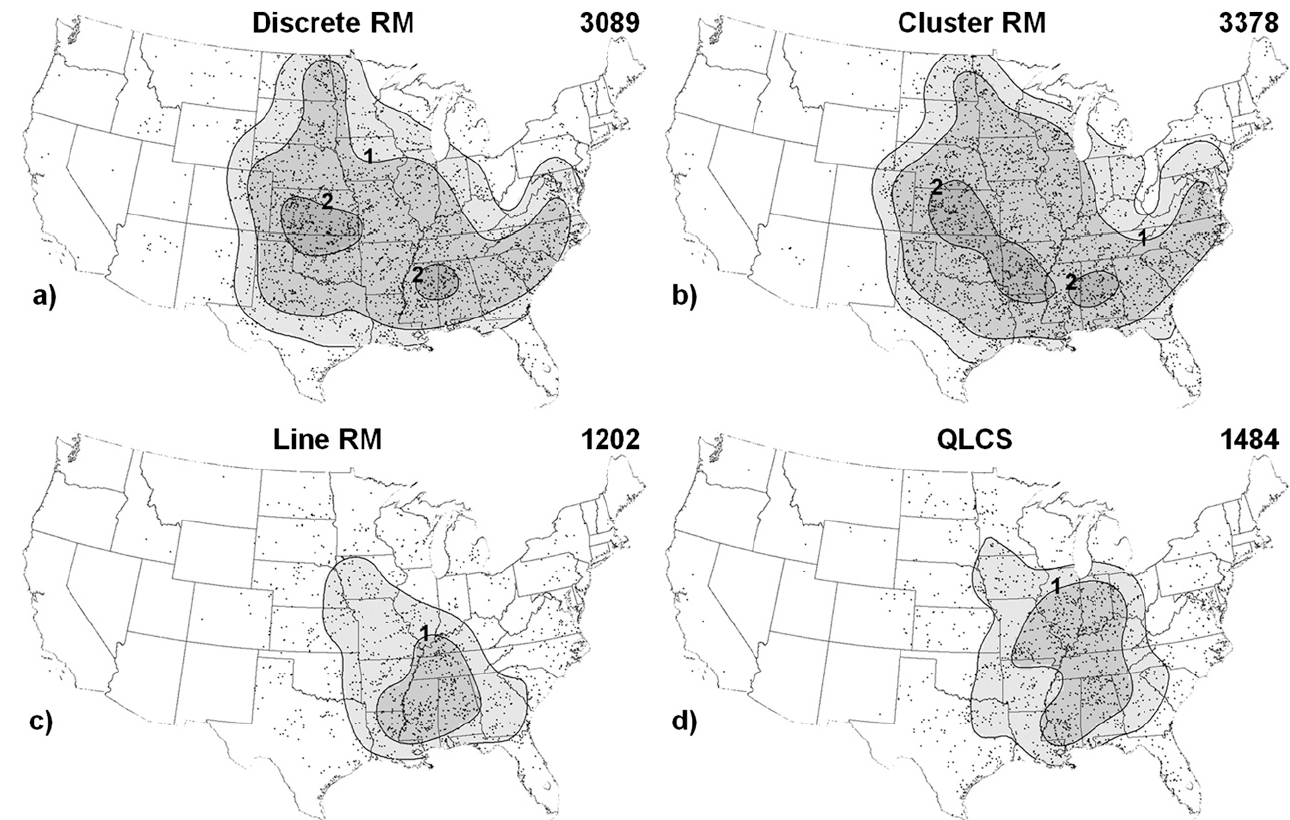 Discrete RM 3089
Cluster RM 3378
1
2
2
a)
2
1
2
b)
Line RM 1202
QLCS 1484
1
c)
1
d)